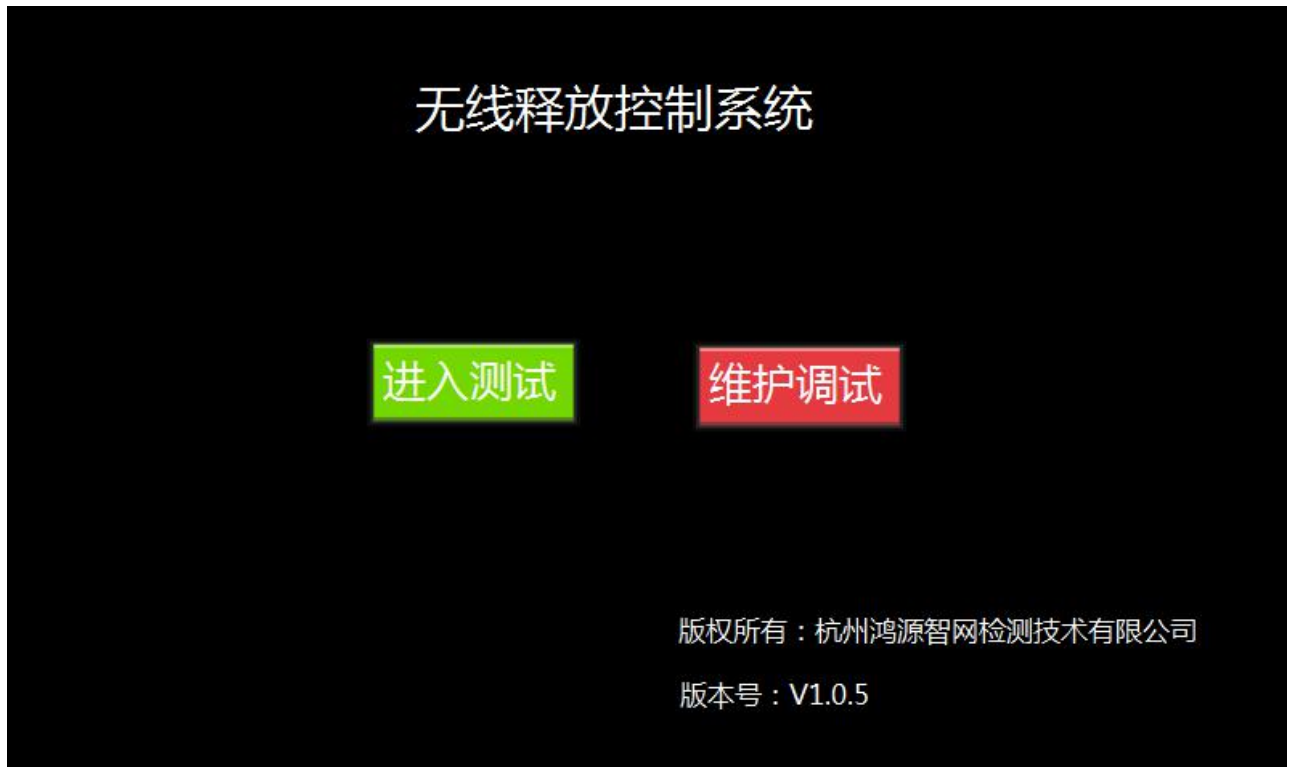 无线释放控制系统
进入测试
维护调试
版权所有：杭州鸿源智网检测技术有限公司
版本号：V1.0.5